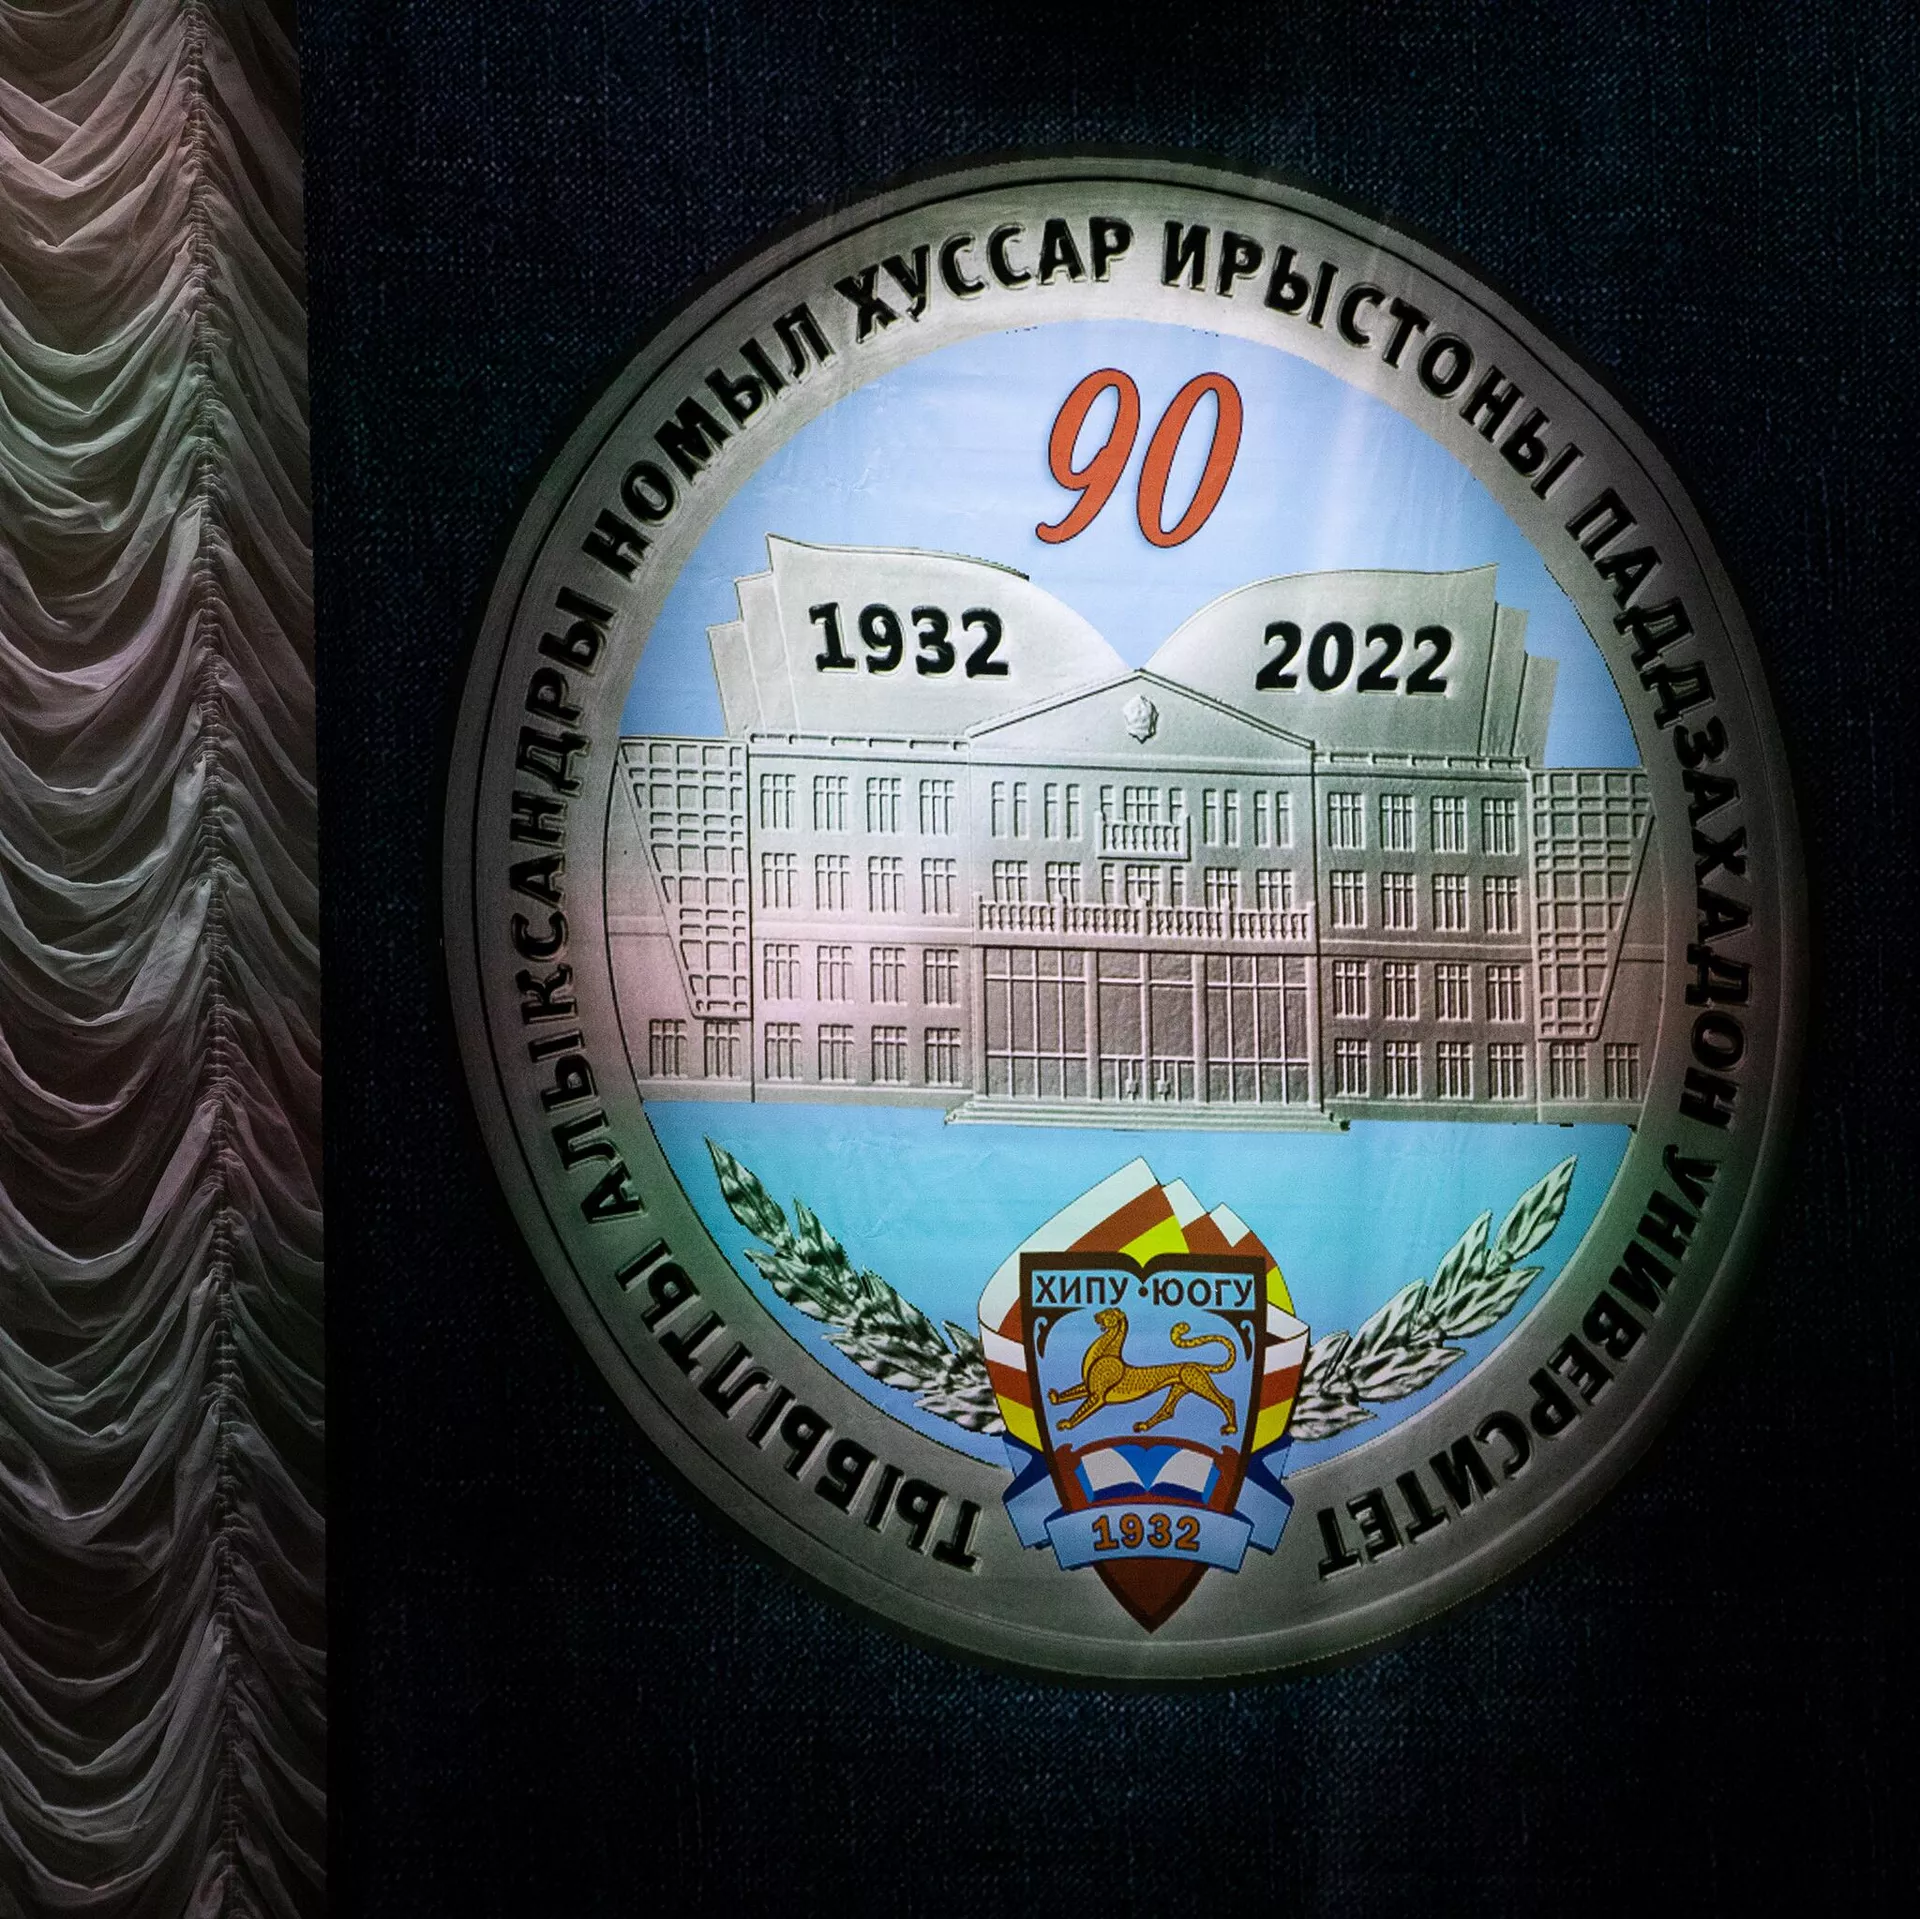 ТЫБЫЛТЫ АЛЫКСАНДРЫ НОМЫЛ ХУССАР ИРЫСТОНЫ ПАДДЗАХАДОН УНИВЕРСИТЕТ
90
1932 2022
ХИПУ•ЮОГУ
1932